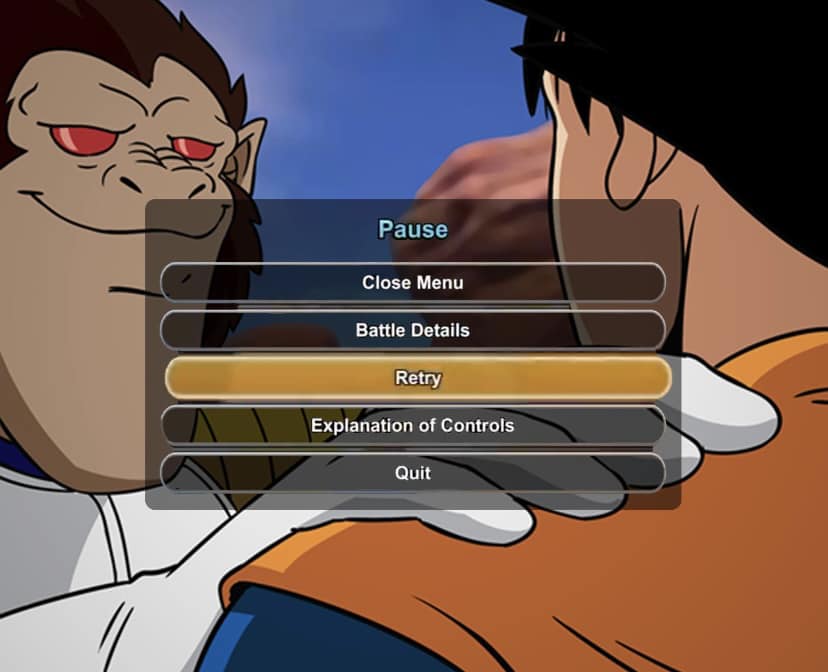 Pause
Close Menu
Battle Details
Retry
Explanation of Controls
Quit